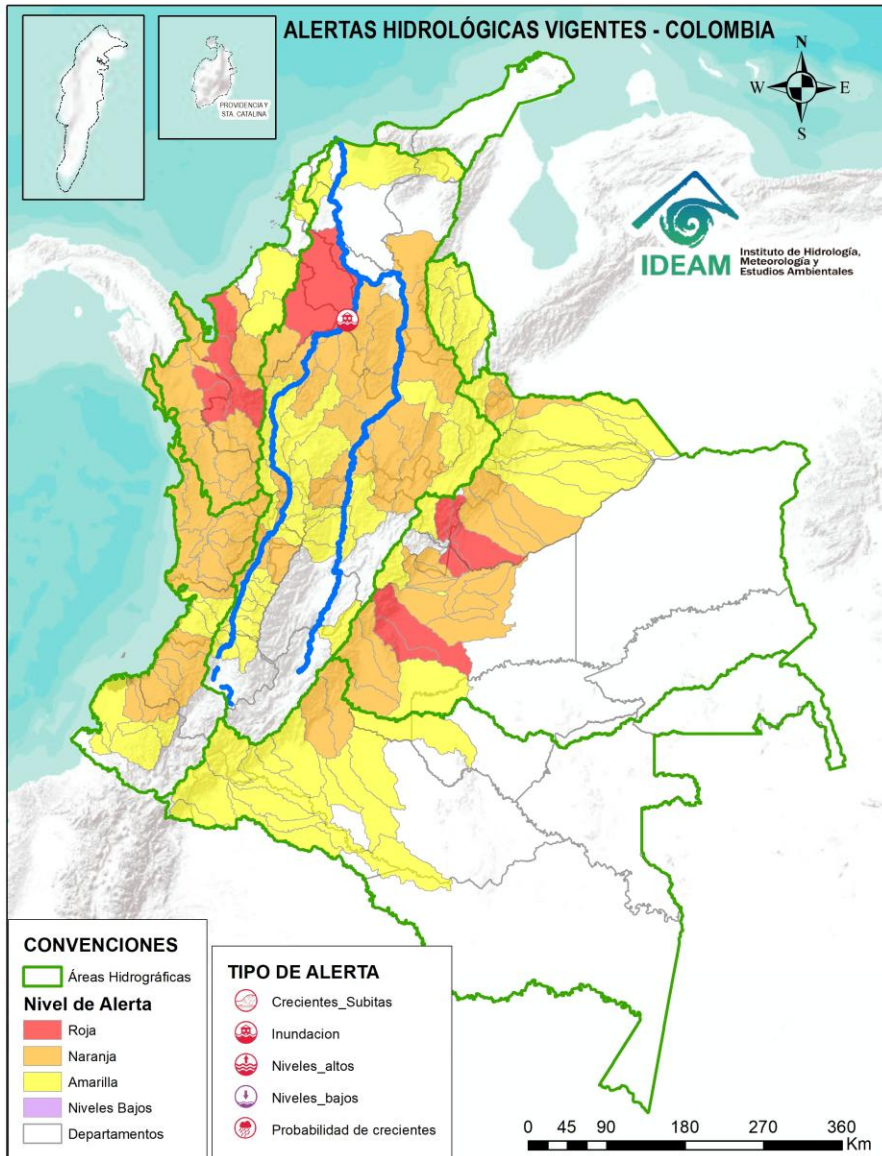 ALERTAS HIDROLÓGICAS VIGENTES - COLOMBIA
PROVIDENCIA Y
STA. CATALINA
N
W
E
S
IDEAM
Instituto de Hidrología,
Meteorología y
Estudios Ambientales
CONVENCIONES
Áreas Hidrográficas
Nivel de Alerta
Roja
Naranja
Amarilla
Niveles Bajos
Departamentos
TIPO DE ALERTA
Crecientes_Subitas
Inundacion
Niveles_altos
Niveles_bajos
Probabilidad de crecientes
0 45 90 180 270 360
Km